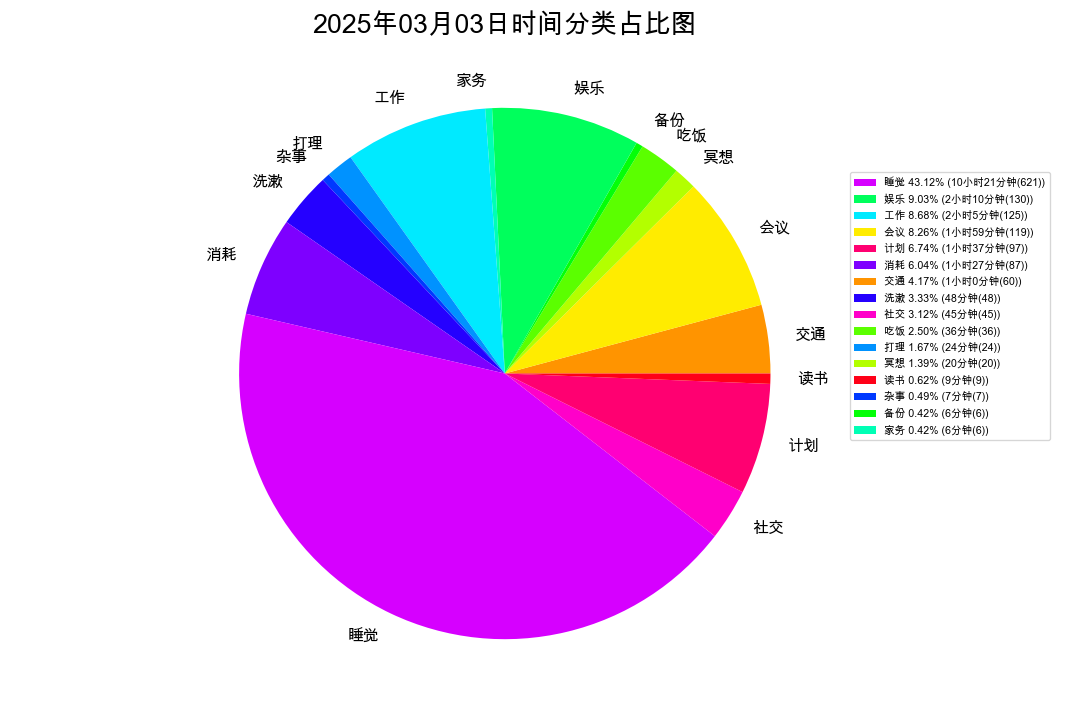 2025年03月03日时间分类占比图
家务
娱乐
工作
备份
吃饭
打理
杂事
冥想
洗漱
会议
消耗
交通
读书
计划
社交
睡觉
睡觉 43.12% (10小时21分钟(621))
娱乐 9.03% (2小时10分钟(130))
工作 8.68% (2小时5分钟(125))
会议 8.26% (1小时59分钟(119))
计划 6.74% (1小时37分钟(97))
消耗 6.04% (1小时27分钟(87))
交通 4.17% (1小时0分钟(60))
洗漱 3.33% (48分钟(48))
社交 3.12% (45分钟(45))
吃饭 2.50% (36分钟(36))
打理 1.67% (24分钟(24))
冥想 1.39% (20分钟(20))
读书 0.62% (9分钟(9))
杂事 0.49% (7分钟(7))
备份 0.42% (6分钟(6))
家务 0.42% (6分钟(6))